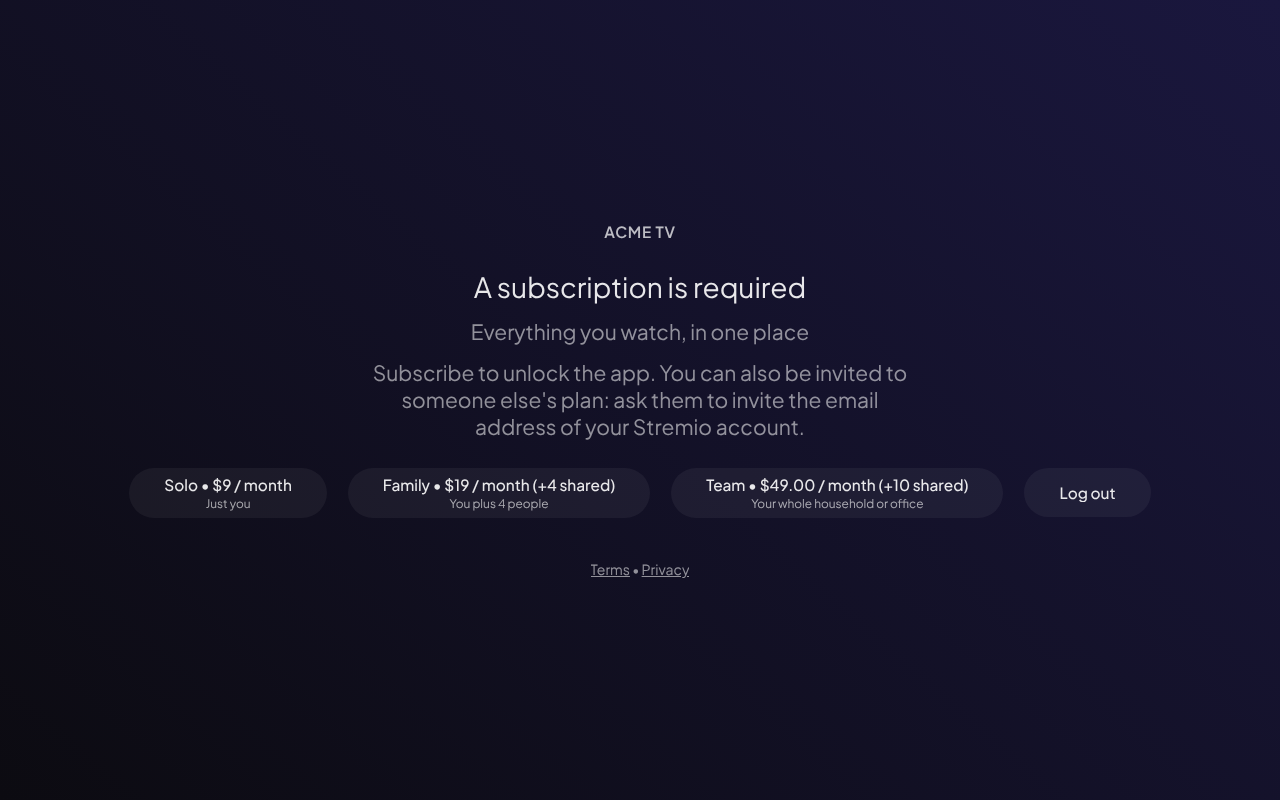 ACME TV
A subscription is required
Everything you watch, in one place
Subscribe to unlock the app. You can also be invited to
someone else's plan: ask them to invite the email
address of your Stremio account.
Solo • $9 / month
Just you
Family • $19 / month (+4 shared)
You plus 4 people
Team • $49.00 / month (+10 shared)
Your whole household or office
Log out
Terms • Privacy